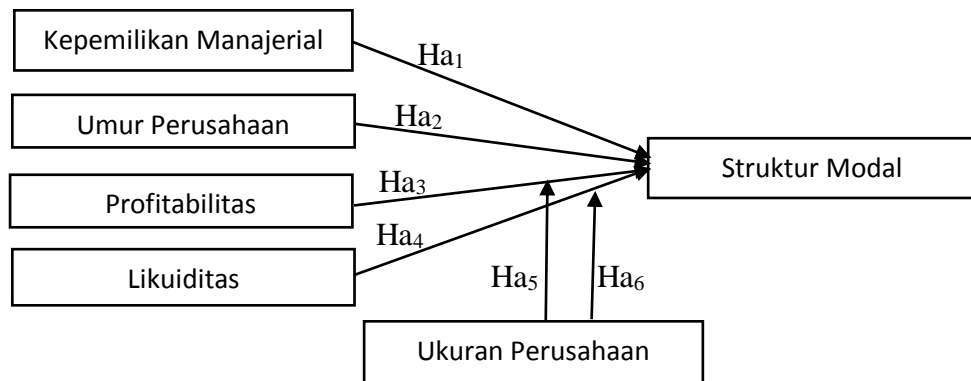 Kepemilikan Manajerial
Ha₁
Umur Perusahaan
Ha₂
Struktur Modal
Profitabilitas
Ha₃
Ha₄
Likuiditas
Ha₅
Ha₆
Ukuran Perusahaan